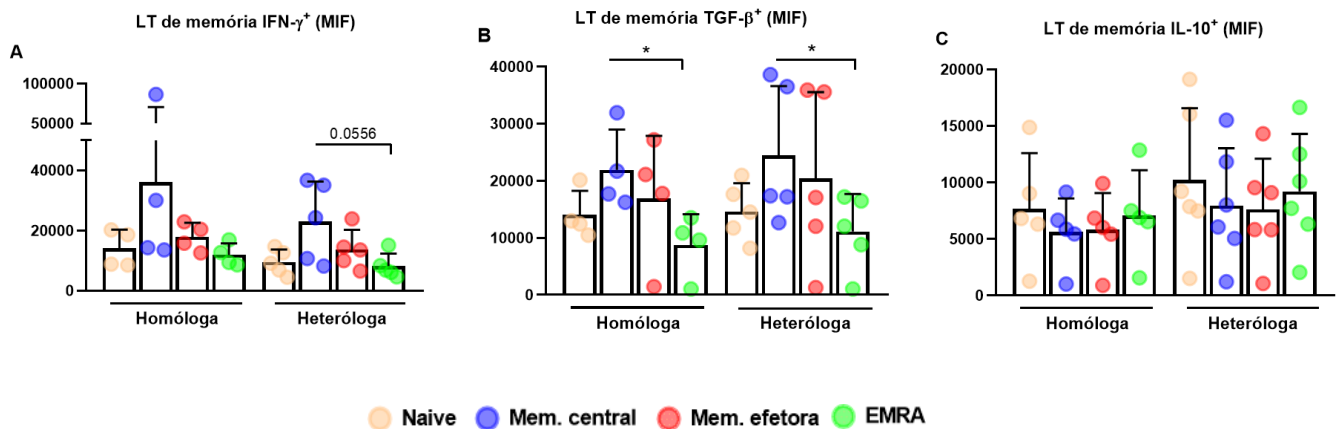 LT de memória IFN-γ⁺ (MIF)
A
100000
50000
40000
20000
0
0.0556
Homóloga
Heteróloga
LT de memória TGF-β⁺ (MIF)
B
40000
30000
20000
10000
0
*
*
Homóloga
Heteróloga
LT de memória IL-10⁺ (MIF)
C
20000
15000
10000
5000
0
Homóloga
Heteróloga
Naive Mem. central Mem. efetora EMRA